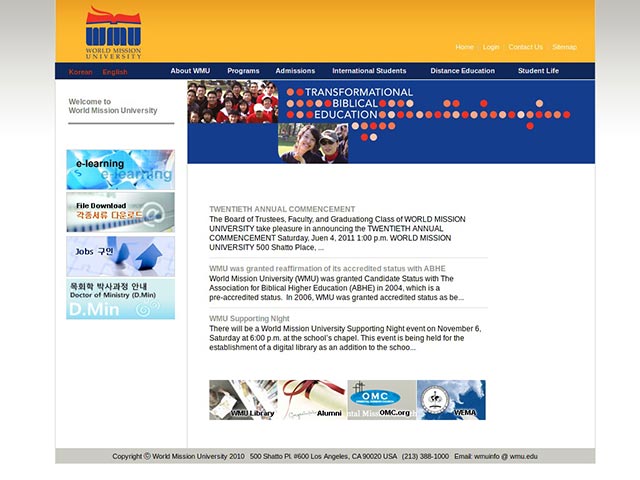 WMU
WORLD MISSION
UNIVERSITY
Home Login Contact Us Sitemap
Korean English
About WMU Programs Admissions International Students Distance Education Student Life
Welcome to
World Mission University
TRANSFORMATIONAL
BIBLICAL
EDUCATION
e-learning
e-learning
File Download
각종서류 다운로드
Jobs 구인
목회학 박사과정 안내
Doctor of Ministry (D.Min)
D.Min
TWENTIETH ANNUAL COMMENCEMENT
The Board of Trustees, Faculty, and Graduationg Class of WORLD MISSION
UNIVERSITY take pleasure in announcing the TWENTIETH ANNUAL
COMMENCEMENT Saturday, Juen 4, 2011 1:00 p.m. WORLD MISSION
UNIVERSITY 500 Shatto Place, ...
WMU was granted reaffirmation of its accredited status with ABHE
World Mission University (WMU) was granted Candidate Status with The
Association for Biblical Higher Education (ABHE) in 2004, which is a
pre-accredited status. In 2006, WMU was granted accredited status as be...
WMU Supporting Night
There will be a World Mission University Supporting Night event on November 6,
Saturday at 6:00 p.m. at the school's chapel. This event is being held for the
establishment of a digital library as an addition to the schoo...
WMU Library
Alumni
OMC
OMC.org
WEMA
Copyright ⓒ World Mission University 2010 500 Shatto Pl. #600 Los Angeles, CA 90020 USA (213) 388-1000 Email: wmuinfo @ wmu.edu